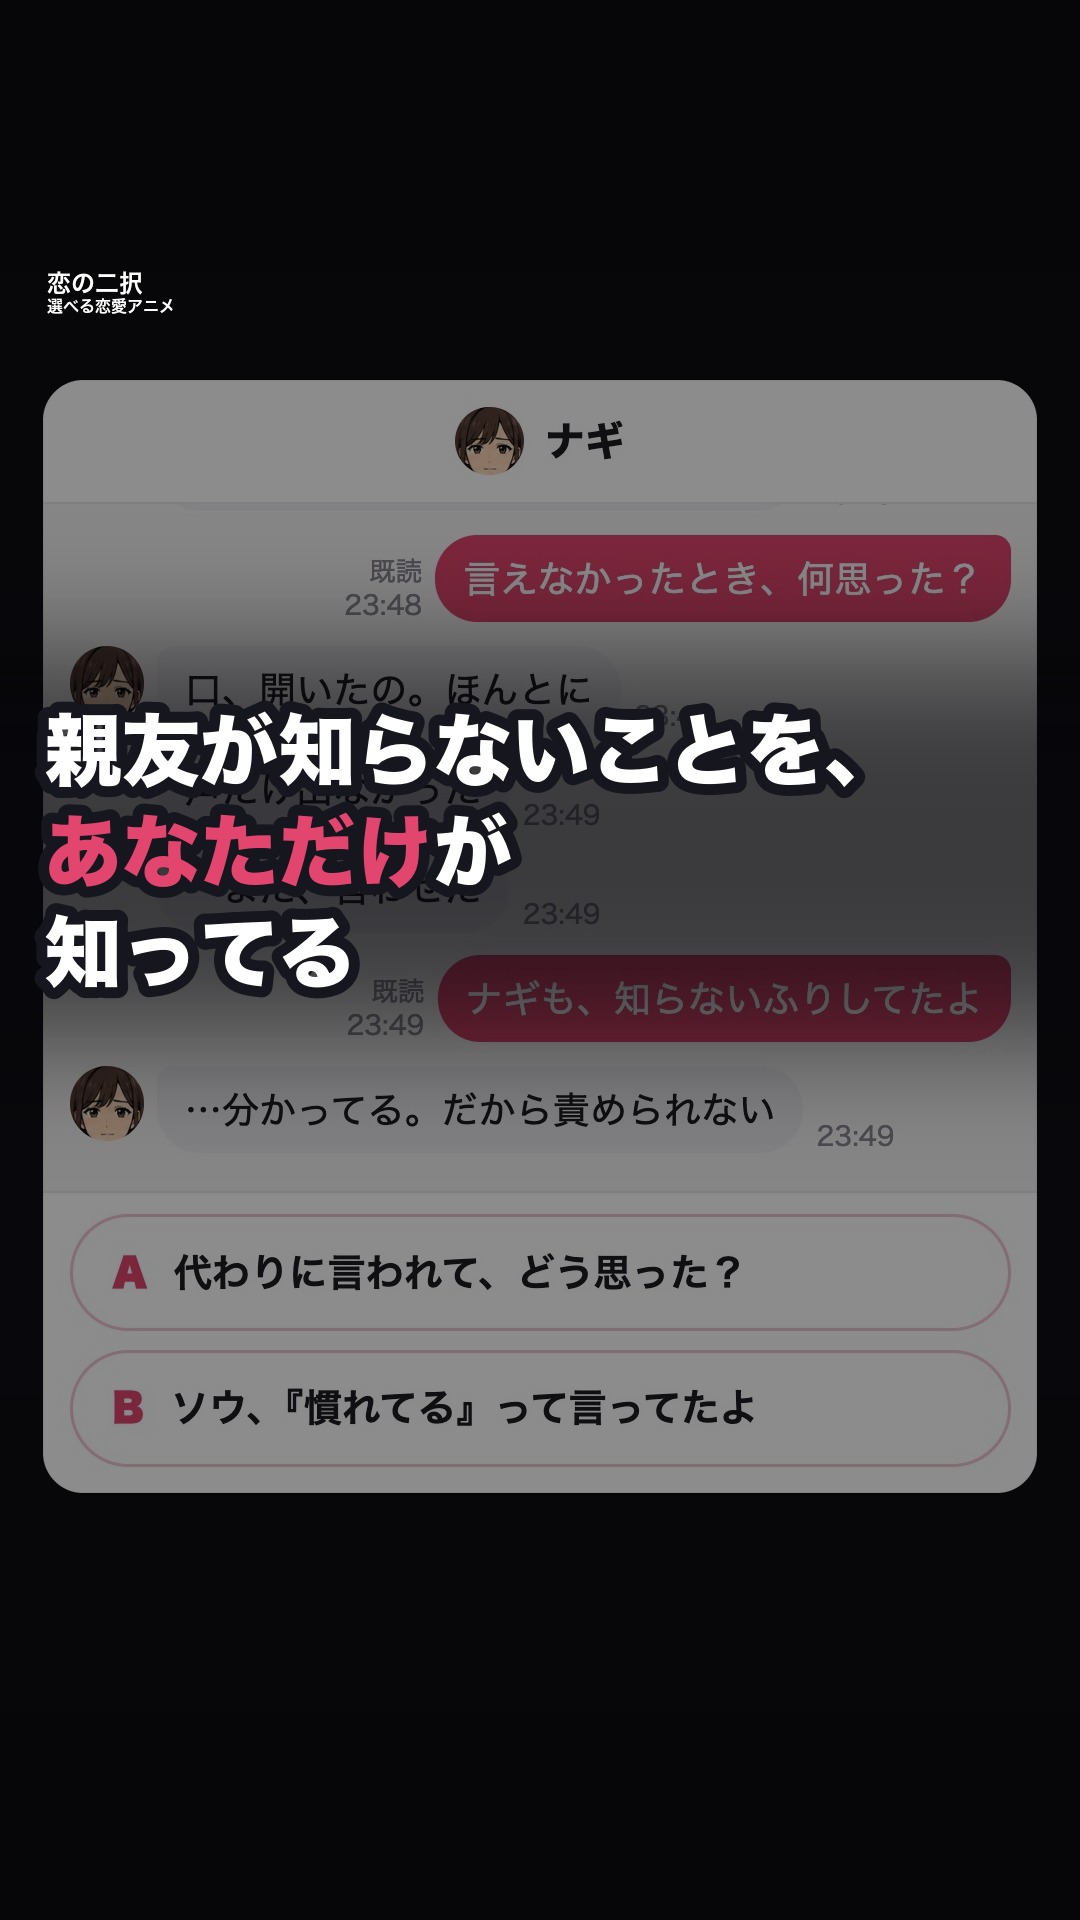 恋の二択
選べる恋愛アニメ
ナギ
言えなかったとき、何思った？
既読
23:48
口、開いたの。ほんとに
親友が知らないことを、
23:49
あなただけが
23:49
知ってる
ナギも、知らないふりしてたよ
既読
23:49
…分かってる。だから責められない
23:49
A 代わりに言われて、どう思った？
B ソウ、『慣れてる』って言ってたよ